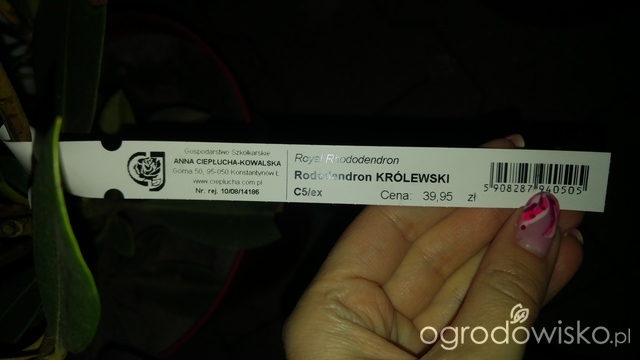 Gospodarstwo Szkółkarskie
ANNA CIEPLUCHA-KOWALSKA
Górna 50, 95-050 Konstantynów Ł.
www.cieplucha.com.pl
Nr. rej. 10/08/14186
Royal Rhododendron
Rododendron KRÓLEWSKI
C5/ex
Cena: 39,95 zł
5 908287 940505
ogrodowisko.pl